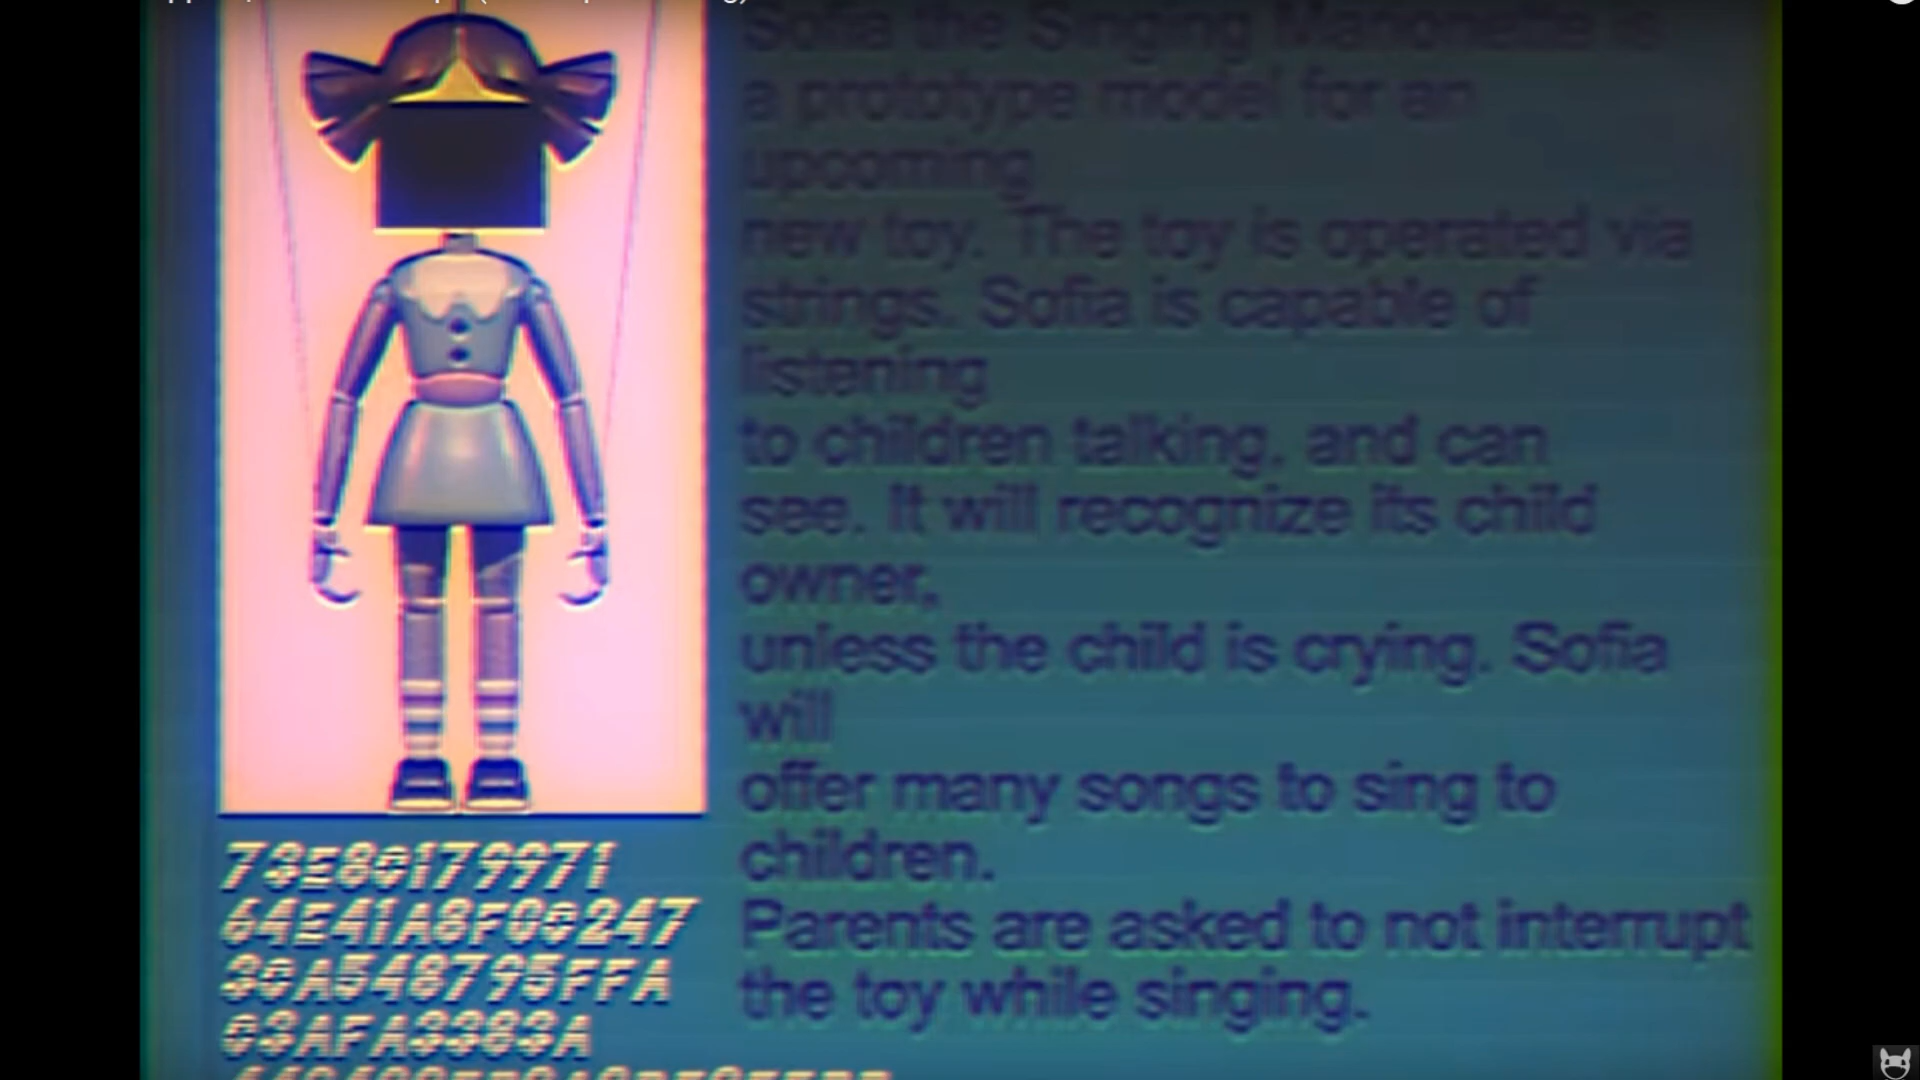 Sofia the Singing Marionette is
a prototype model for an
upcoming
new toy. The toy is operated via
strings. Sofia is capable of
listening
to children talking, and can
see. It will recognize its child
owner,
unless the child is crying. Sofia
will
offer many songs to sing to
children.
Parents are asked to not interrupt
the toy while singing.
73E8C179971
64E41A8F0C247
3CA548795FFA
C3AFA3383A